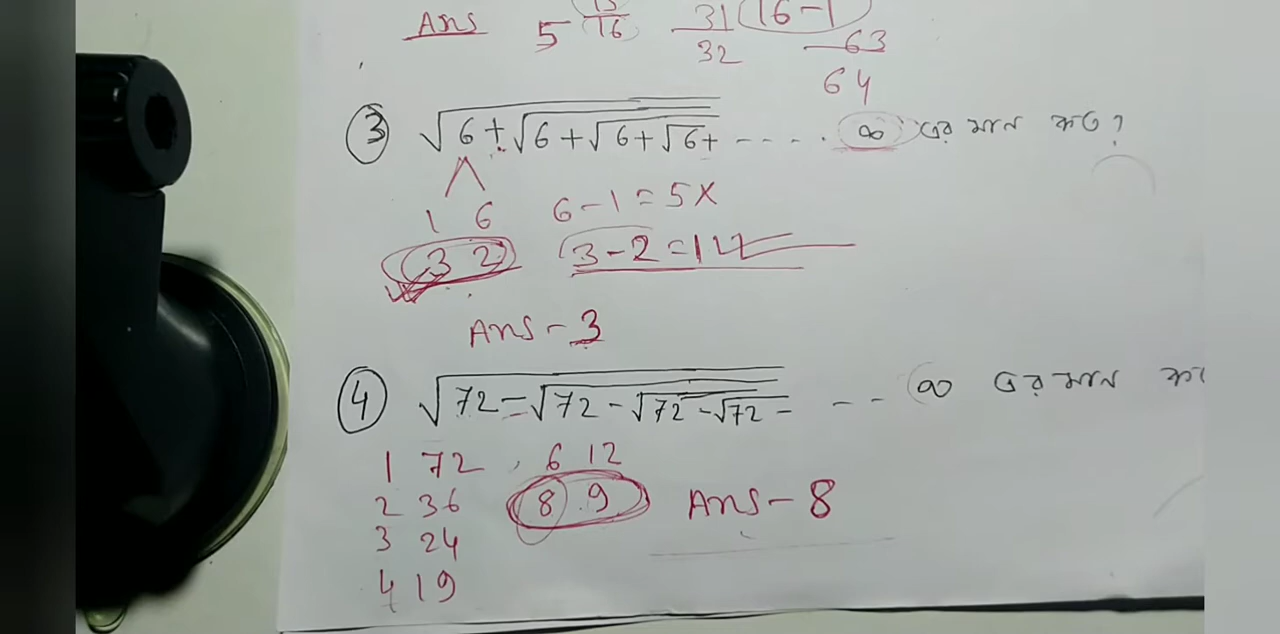 Ans 5 15/16 31/32 16-1 63/64
③ √6+√6+√6+√6+ ---- ∞ এর মান কত?
1 6 6-1=5×
3 2 3-2=1
Ans-3
④ √72-√72-√72-√72- --- ∞ এর মান
1 72 6 12
2 36 8 9 Ans-8
3 24
4 19